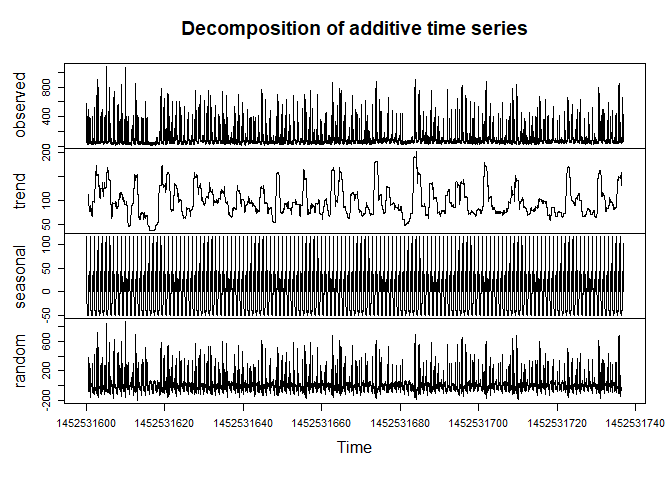 Decomposition of additive time series
observed
400 800
0
trend
50 100 200
seasonal
-50 0 50 100
random
-200 200 600
1452531600 1452531620 1452531640 1452531660 1452531680 1452531700 1452531720 1452531740
Time